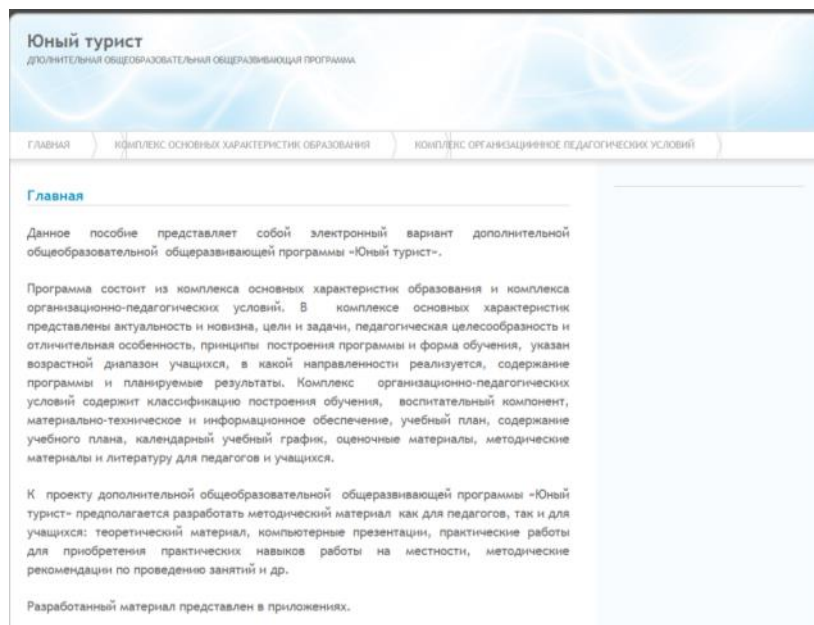 Юный турист
ДПОЛНИТЕЛЬНАЯ ОБЩЕОБРАЗОВАТЕЛЬНАЯ ОБЩЕРАЗВИВАЮЩАЯ ПРОГРАММА
ГЛАВНАЯ
КОМПЛЕКС ОСНОВНЫХ ХАРАКТЕРИСТИК ОБРАЗОВАНИЯ
КОМПЛЕКС ОРГАНИЗАЦИИННОЕ ПЕДАГОГИЧЕСКИХ УСЛОВИЙ
Главная
Данное пособие представляет собой электронный вариант дополнительной
общеобразовательной общеразвивающей программы «Юный турист».
Программа состоит из комплекса основных характеристик образования и комплекса
организационно-педагогических условий. В комплексе основных характеристик
представлены актуальность и новизна, цели и задачи, педагогическая целесообразность и
отличительная особенность, принципы построения программы и форма обучения, указан
возрастной диапазон учащихся, в какой направленности реализуется, содержание
программы и планируемые результаты. Комплекс организационно-педагогических
условий содержит классификацию построения обучения, воспитательный компонент,
материально-техническое и информационное обеспечение, учебный план, содержание
учебного плана, календарный учебный график, оценочные материалы, методические
материалы и литературу для педагогов и учащихся.
К проекту дополнительной общеобразовательной общеразвивающей программы «Юный
турист» предполагается разработать методический материал как для педагогов, так и для
учащихся: теоретический материал, компьютерные презентации, практические работы
для приобретения практических навыков работы на местности, методические
рекомендации по проведению занятий и др.
Разработанный материал представлен в приложениях.